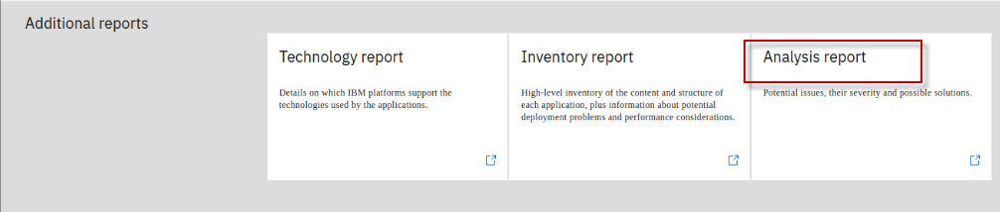 Additional reports
Technology report
Details on which IBM platforms support the
technologies used by the applications.
Inventory report
High-level inventory of the content and structure of
each application, plus information about potential
deployment problems and performance considerations.
Analysis report
Potential issues, their severity and possible solutions.